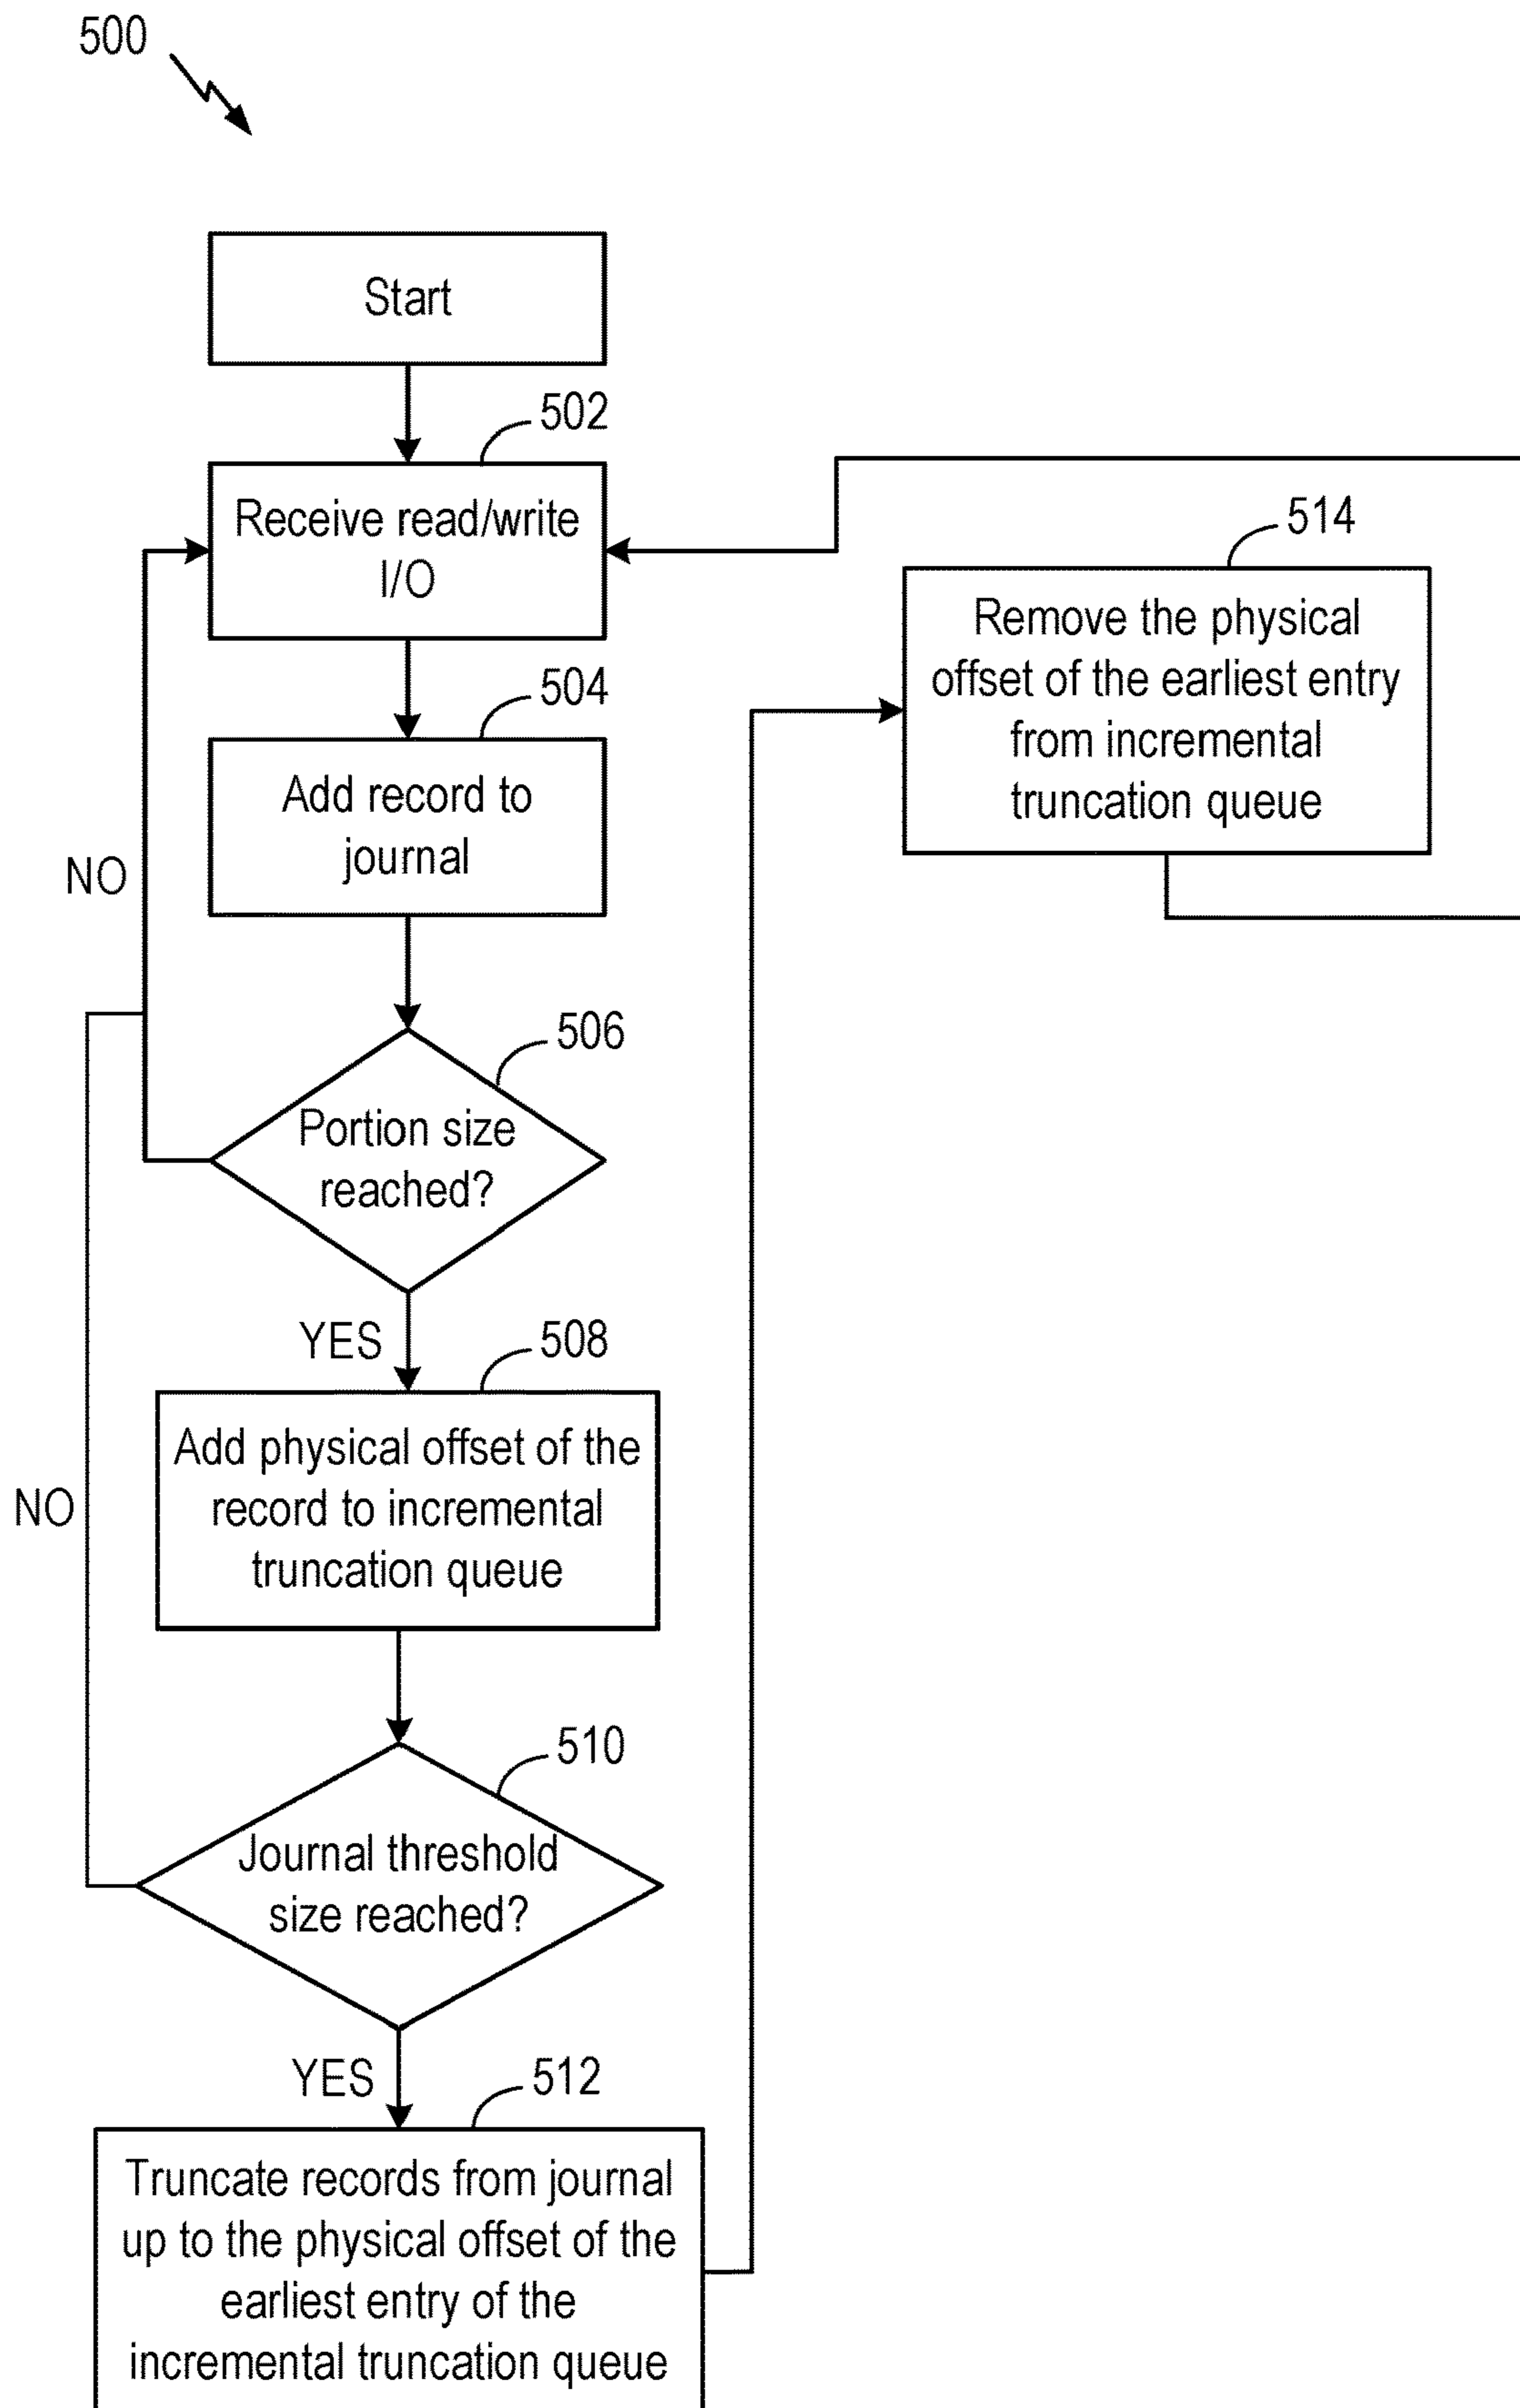 500
Start
502
Receive read/write
I/O
504
Add record to
journal
NO
506
Portion size
reached?
YES
508
Add physical offset of the
record to incremental
truncation queue
NO
510
Journal threshold
size reached?
YES
512
Truncate records from journal
up to the physical offset of the
earliest entry of the
incremental truncation queue
514
Remove the physical
offset of the earliest entry
from incremental
truncation queue